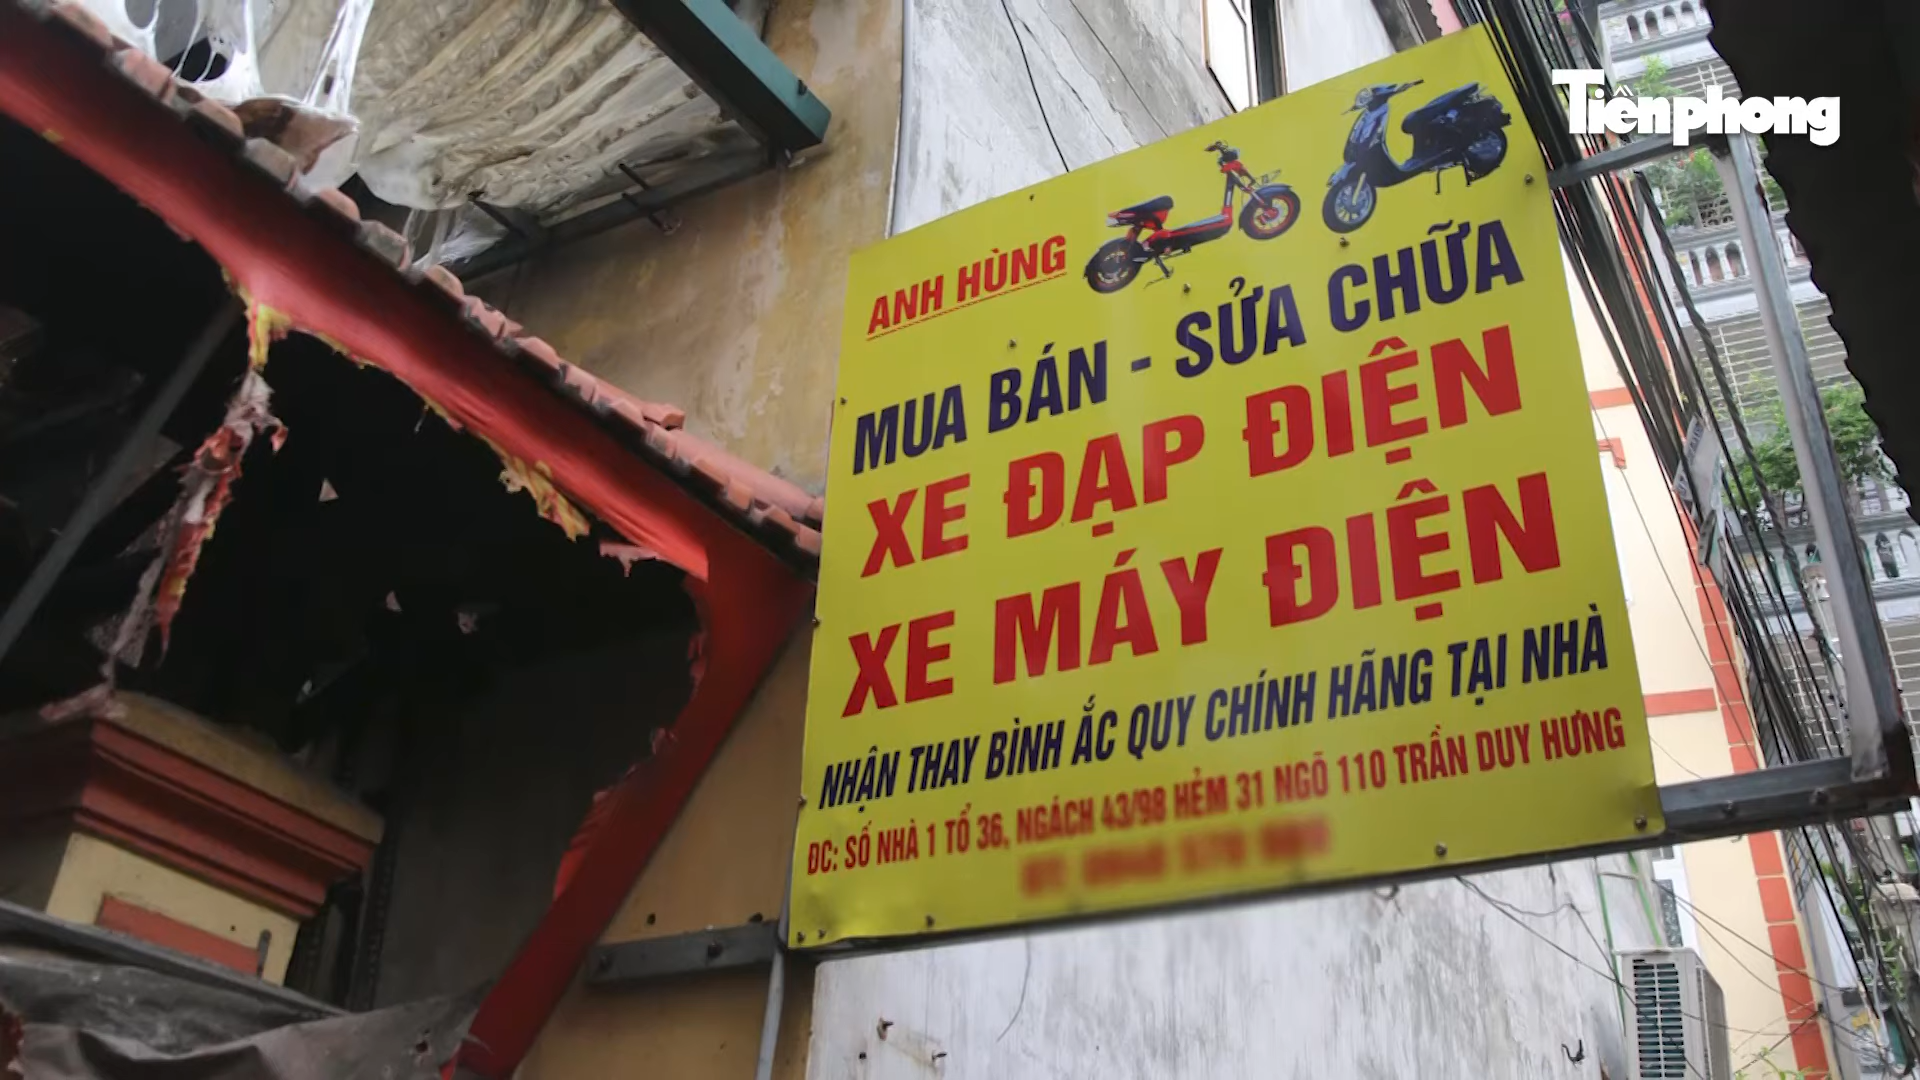 Tiềnphong
ANH HÙNG
MUA BÁN - SỬA CHỮA
XE ĐẠP ĐIỆN
XE MÁY ĐIỆN
NHẬN THAY BÌNH ẮC QUY CHÍNH HÃNG TẠI NHÀ
ĐC: SỐ NHÀ 1 TỔ 36, NGÁCH 43/98 HẺM 31 NGÕ 110 TRẦN DUY HƯNG